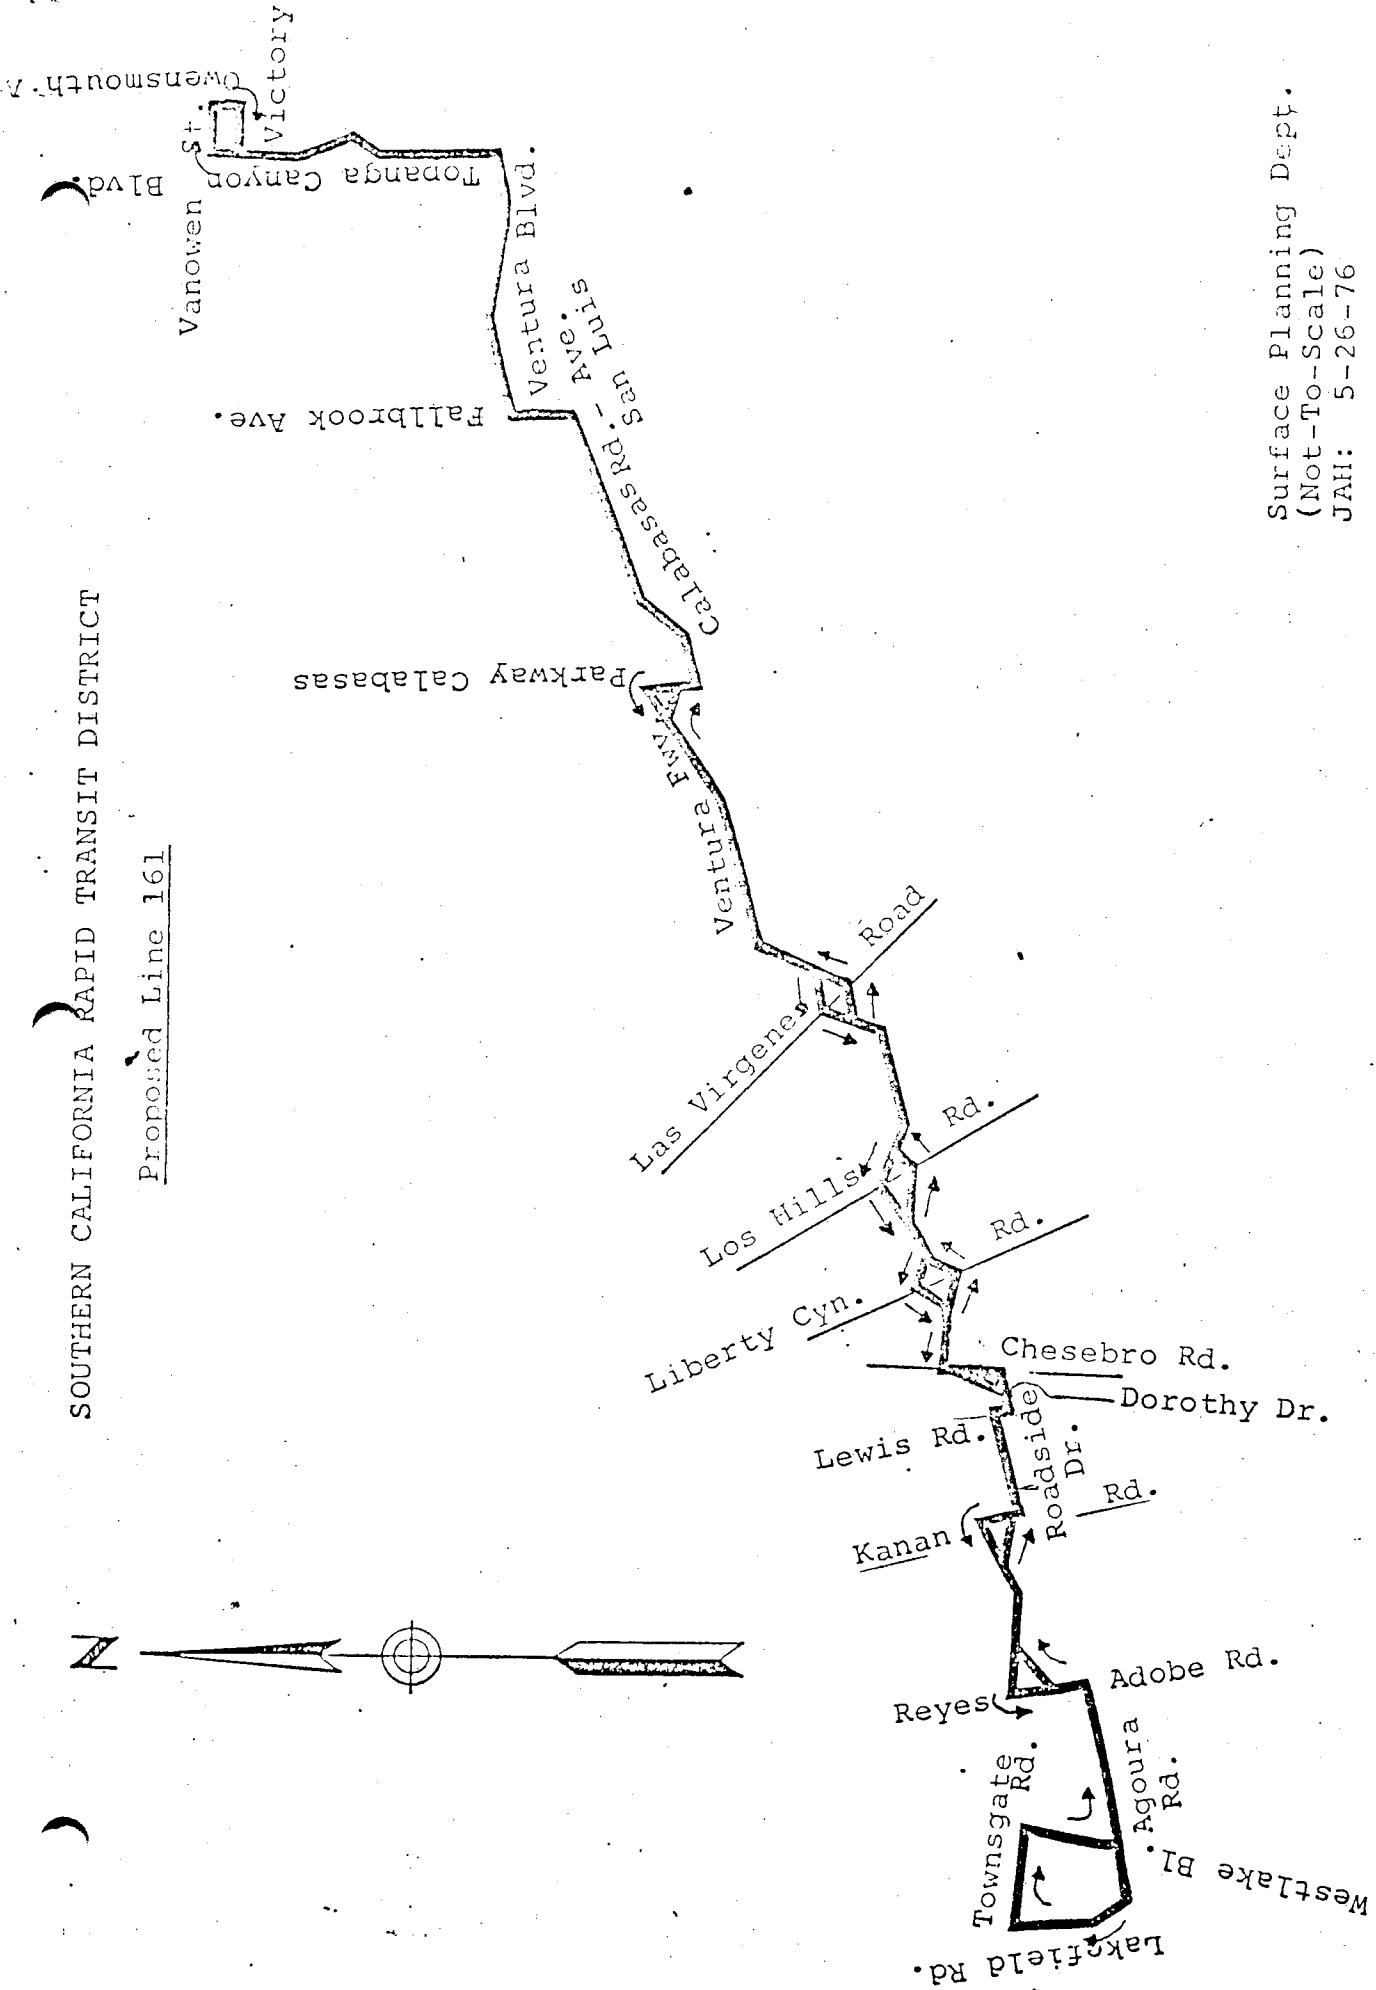 SOUTHERN CALIFORNIA RAPID TRANSIT DISTRICT
Proposed Line 161
N
Vanowen St.
Victory
Topanga Canyon Blvd.
Owensmouth
Ventura Blvd.
Fallbrook Ave.
Calabasas Rd. - San Luis
Ave.
Parkway Calabasas
Ventura Fwy
Las Virgenes Road
Los Hills Rd.
Liberty Cyn. Rd.
Chesebro Rd.
Dorothy Dr.
Lewis Rd.
Roadside
Dr.
Kanan Rd.
Reyes Adobe Rd.
Townsgate
Rd.
Agoura
Rd.
Westlake Bl.
Lakefield Rd.
Surface Planning Dept.
(Not-To-Scale)
JAH: 5-26-76